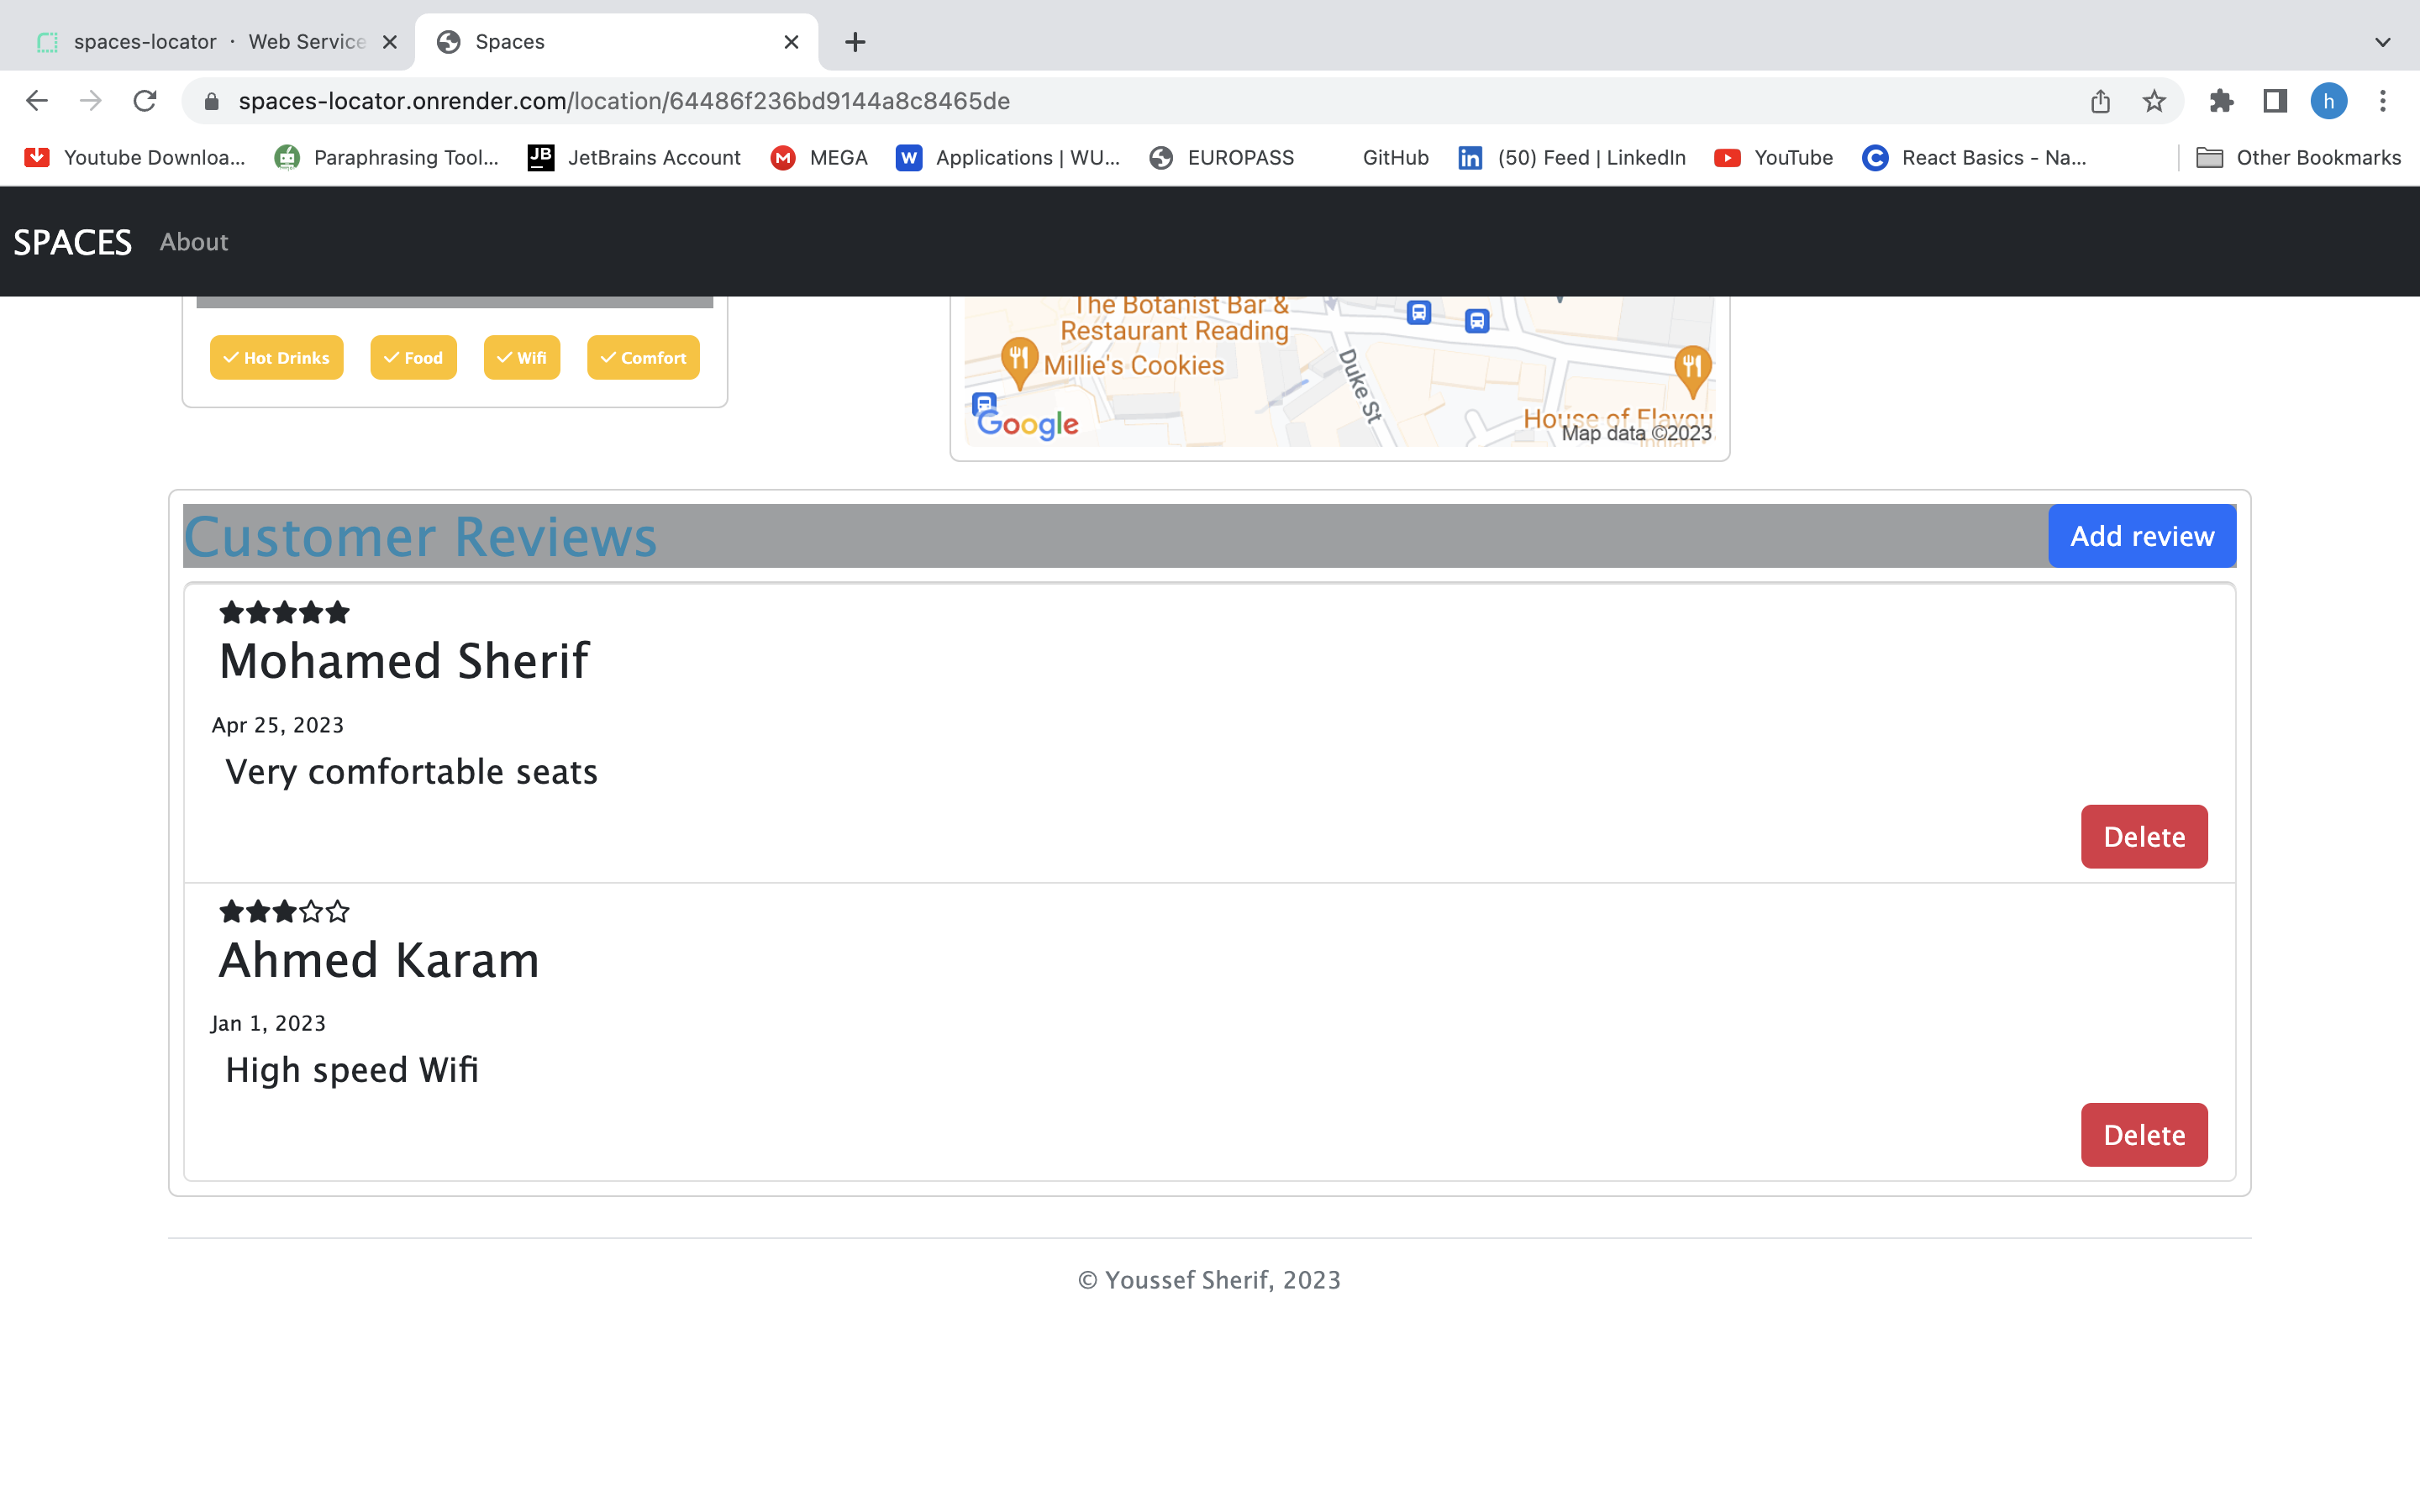 spaces-locator · Web Service
Spaces
spaces-locator.onrender.com/location/64486f236bd9144a8c8465de
h
Youtube Downloa...
Paraphrasing Tool...
JB
JetBrains Account
M
MEGA
W
Applications | WU...
EUROPASS
GitHub
in
(50) Feed | LinkedIn
YouTube
C
React Basics - Na...
Other Bookmarks
SPACES
About
Hot Drinks
Food
Wifi
Comfort
The Botanist Bar &
Restaurant Reading
Millie's Cookies
Duke St
House of Flavou
Google
Map data ©2023
Customer Reviews
Add review
Mohamed Sherif
Apr 25, 2023
Very comfortable seats
Delete
Ahmed Karam
Jan 1, 2023
High speed Wifi
Delete
© Youssef Sherif, 2023